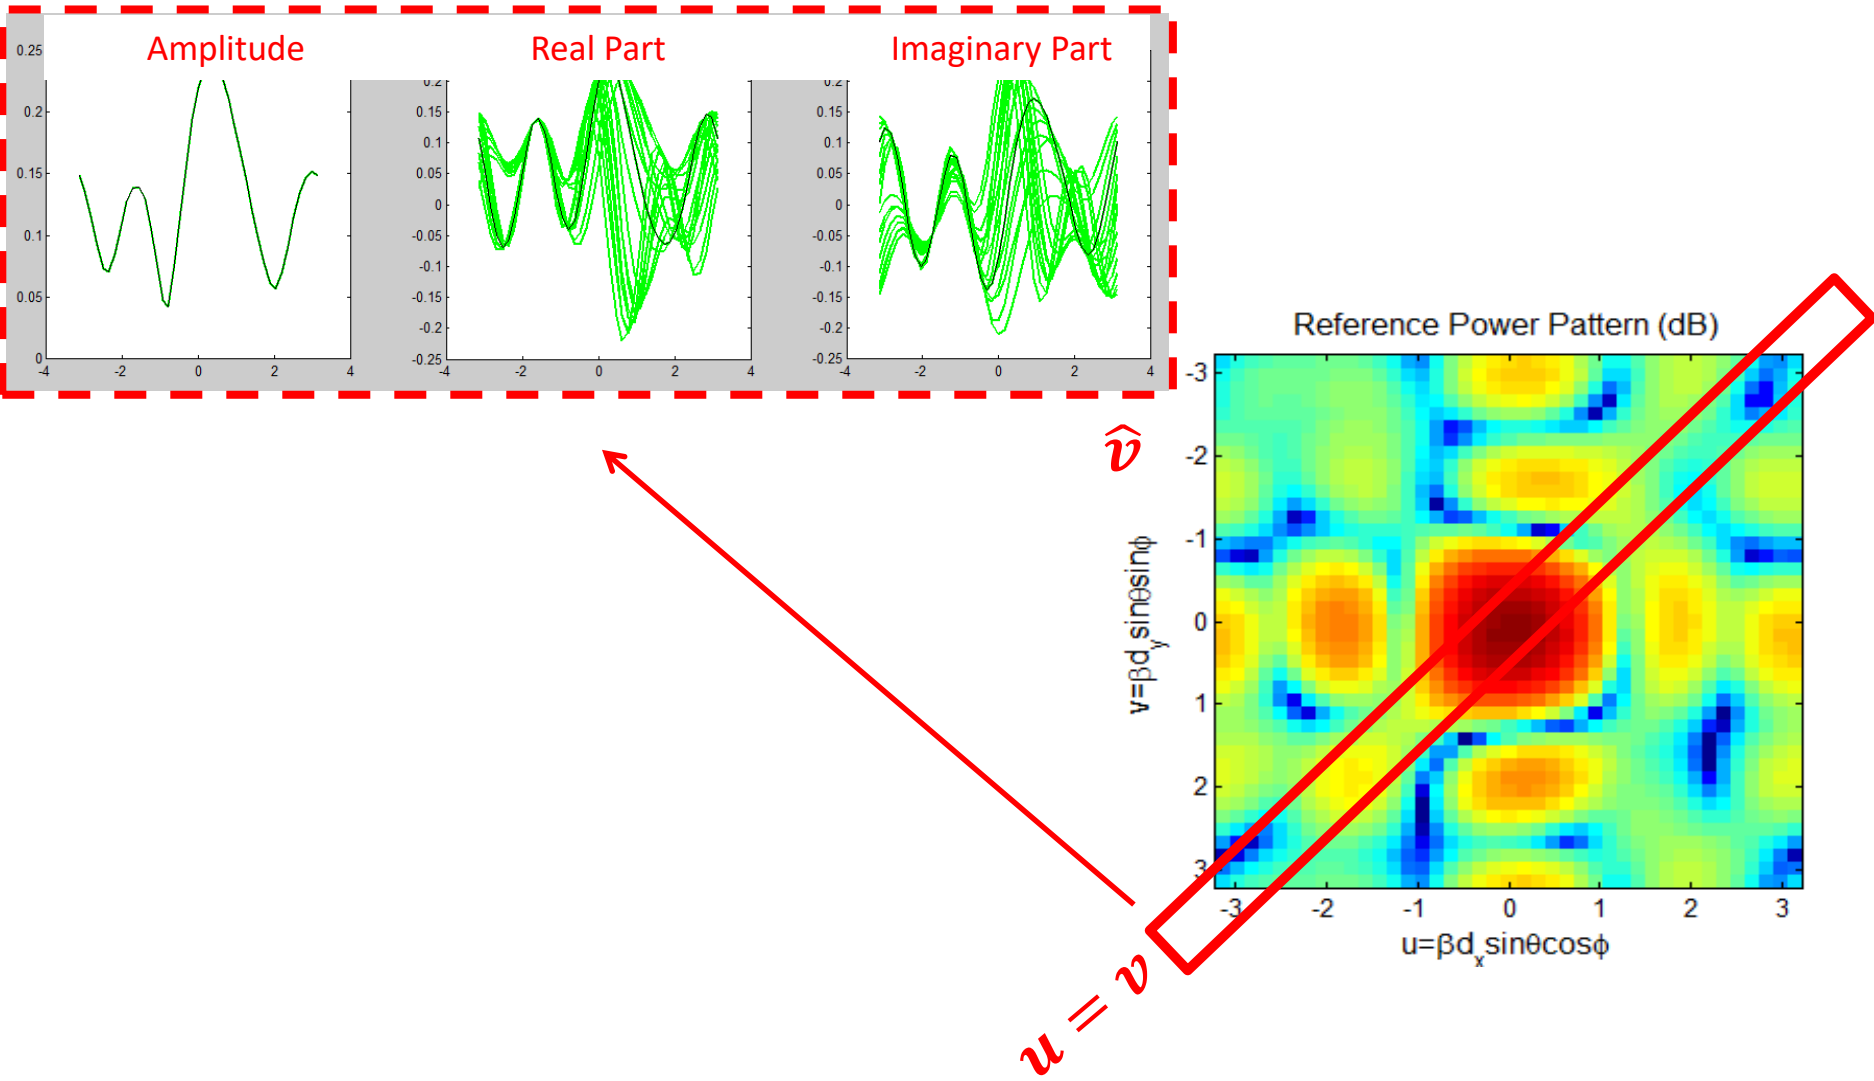 Amplitude
Real Part
Imaginary Part
0.25
0.2
0.15
0.1
0.05
0
-4 -2 0 2 4
0.2
0.15
0.1
0.05
0
-0.05
-0.1
-0.15
-0.2
-0.25
-4 -2 0 2 4
0.2
0.15
0.1
0.05
0
-0.05
-0.1
-0.15
-0.2
-0.25
-4 -2 0 2 4
v̂
Reference Power Pattern (dB)
-3
-2
-1
0
1
2
3
v=βd_y sinθsinϕ
-3 -2 -1 0 1 2 3
u=βd_xsinθcosϕ
u = v